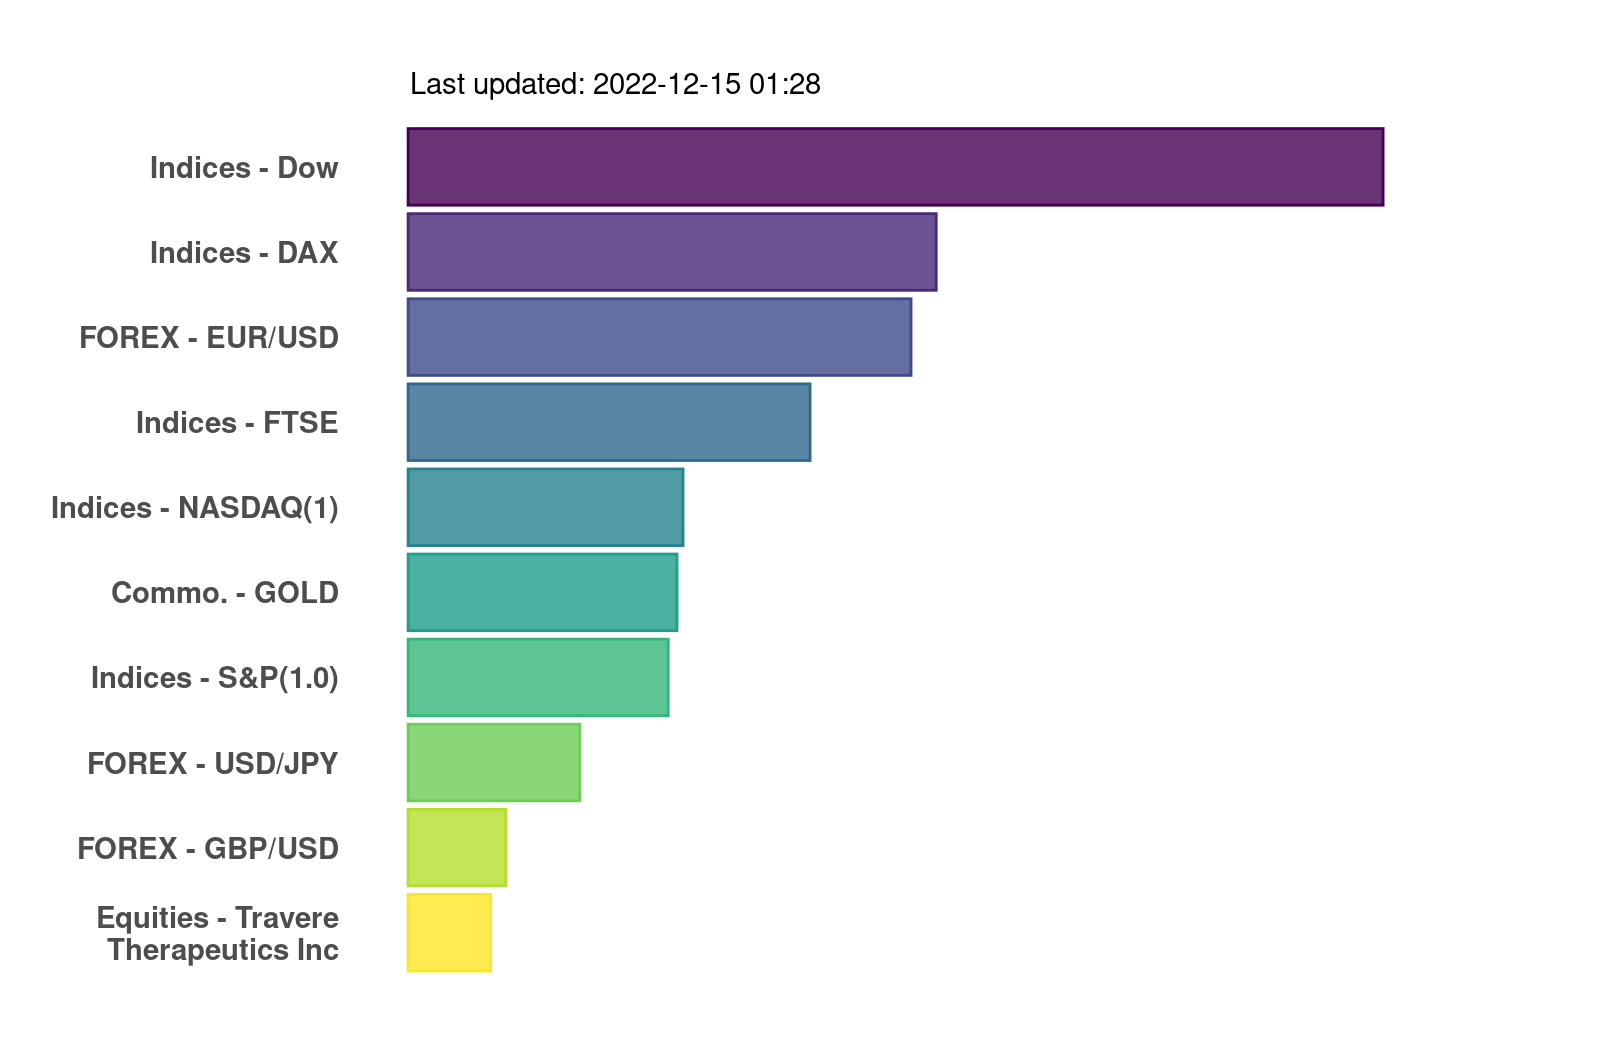 Last updated: 2022-12-15 01:28
Indices - Dow
Indices - DAX
FOREX - EUR/USD
Indices - FTSE
Indices - NASDAQ(1)
Commo. - GOLD
Indices - S&P(1.0)
FOREX - USD/JPY
FOREX - GBP/USD
Equities - Travere
Therapeutics Inc